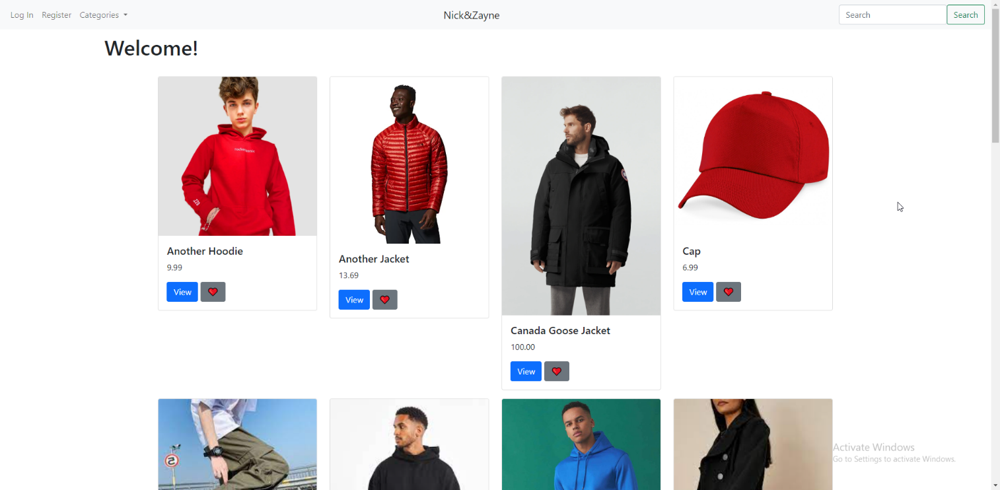 Log In Register Categories
Nick&Zayne
Search Search
Welcome!
Another Hoodie
9.99
View
Another Jacket
13.69
View
Canada Goose Jacket
100.00
View
Cap
6.99
View
Activate Windows
Go to Settings to activate Windows.